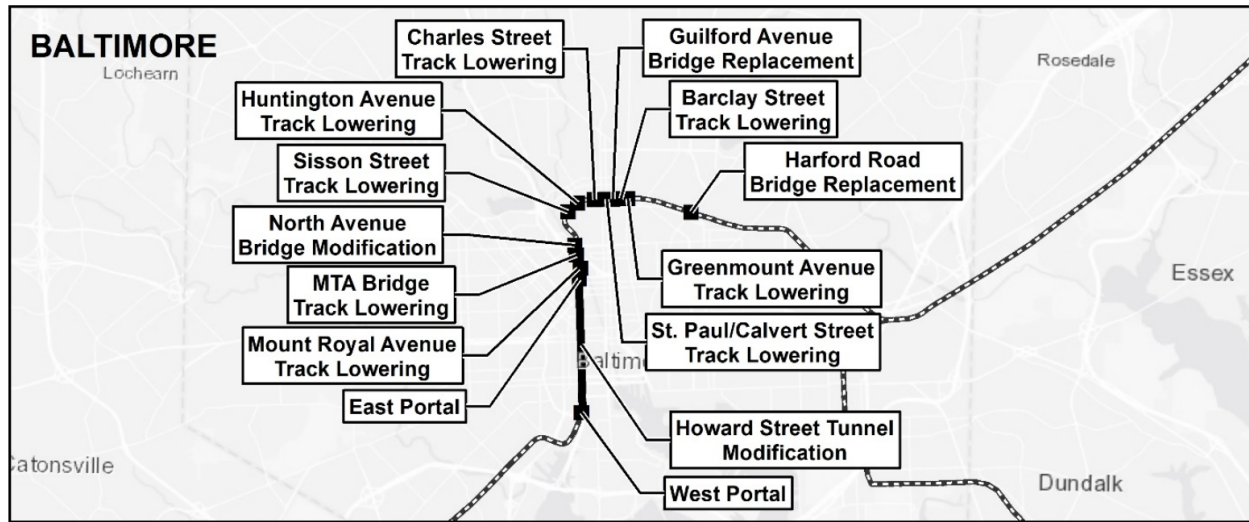 BALTIMORE
Lochearn
Charles Street
Track Lowering
Guilford Avenue
Bridge Replacement
Rosedale
Huntington Avenue
Track Lowering
Barclay Street
Track Lowering
Sisson Street
Track Lowering
Harford Road
Bridge Replacement
North Avenue
Bridge Modification
MTA Bridge
Track Lowering
Greenmount Avenue
Track Lowering
Essex
Mount Royal Avenue
Track Lowering
St. Paul/Calvert Street
Track Lowering
Baltimo
East Portal
Howard Street Tunnel
Modification
Catonsville
West Portal
Dundalk